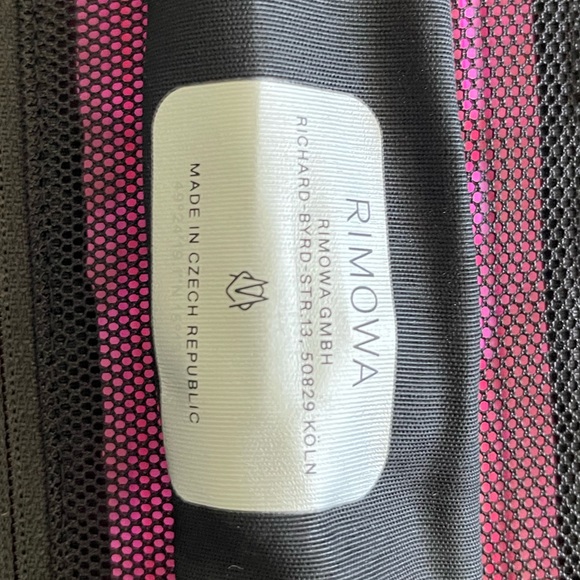 RIMOWA
RIMOWA GMBH
RICHARD-BYRD-STR.13, 50829 KÖLN
MADE IN CZECH REPUBLIC